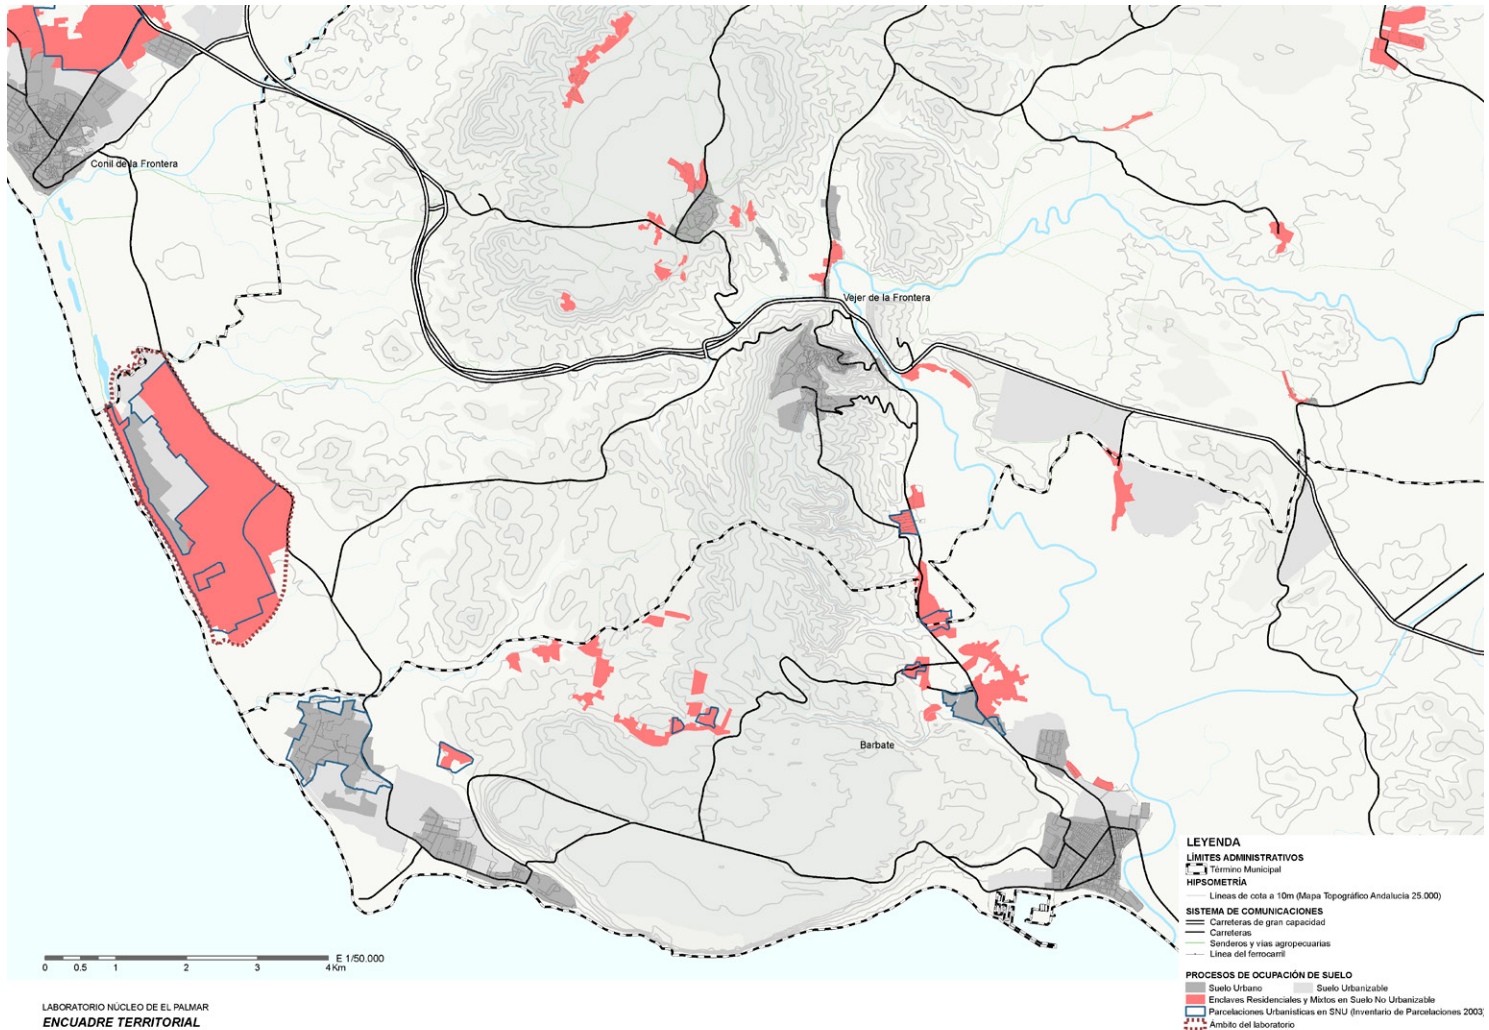 Conil de la Frontera
Vejer de la Frontera
Barbate
0 0.5 1 2 3 4 Km
E 1/50.000
LABORATORIO NÚCLEO DE EL PALMAR
ENCUADRE TERRITORIAL
LEYENDA
LÍMITES ADMINISTRATIVOS
Término Municipal
HIPSOMETRÍA
Lineas de cota a 10m (Mapa Topográfico Andalucia 25.000)
SISTEMA DE COMUNICACIONES
Carreteras de gran capacidad
Carreteras
Senderos y vias agropecuarias
Linea del ferrocarril
PROCESOS DE OCUPACIÓN DE SUELO
Suelo Urbano Suelo Urbanizable
Enclaves Residenciales y Mixtos en Suelo No Urbanizable
Parcelaciones Urbanísticas en SNU (Inventario de Parcelaciones 2003)
Ámbito del laboratorio